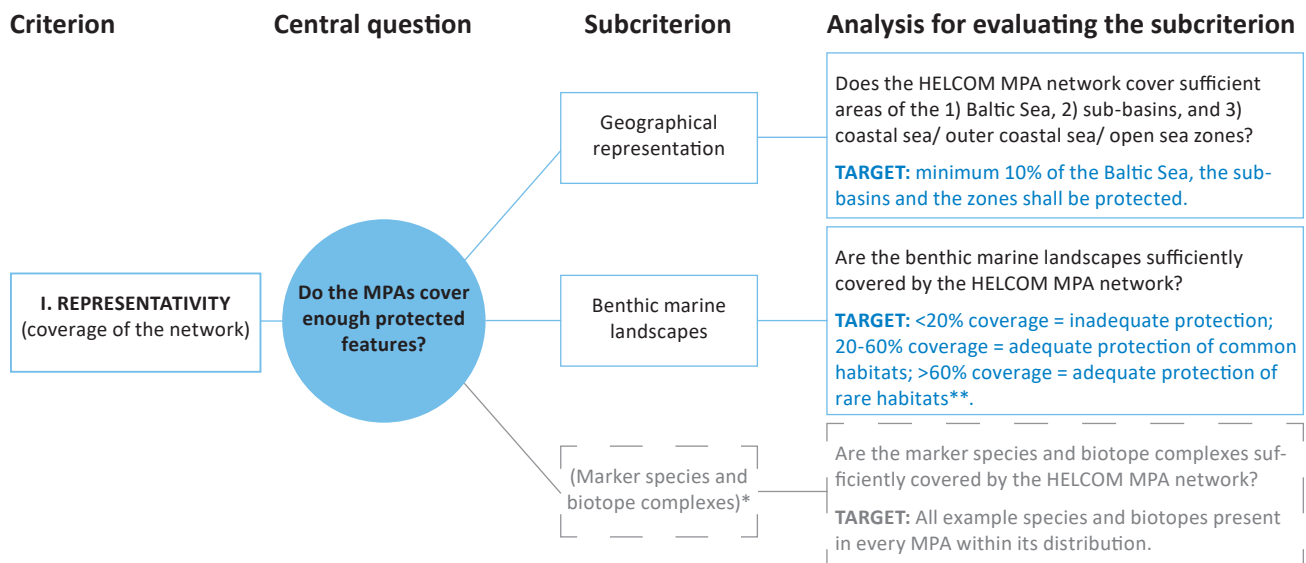 Criterion
Central question
Subcriterion
Analysis for evaluating the subcriterion
I. REPRESENTATIVITY
(coverage of the network)
Do the MPAs cover
enough protected
features?
Geographical
representation
Does the HELCOM MPA network cover sufficient
areas of the 1) Baltic Sea, 2) sub-basins, and 3)
coastal sea/ outer coastal sea/ open sea zones?
TARGET: minimum 10% of the Baltic Sea, the sub-
basins and the zones shall be protected.
Benthic marine
landscapes
Are the benthic marine landscapes sufficiently
covered by the HELCOM MPA network?
TARGET: <20% coverage = inadequate protection;
20-60% coverage = adequate protection of common
habitats; >60% coverage = adequate protection of
rare habitats**.
(Marker species and
biotope complexes)*
Are the marker species and biotope complexes suf-
ficiently covered by the HELCOM MPA network?
TARGET: All example species and biotopes present
in every MPA within its distribution.